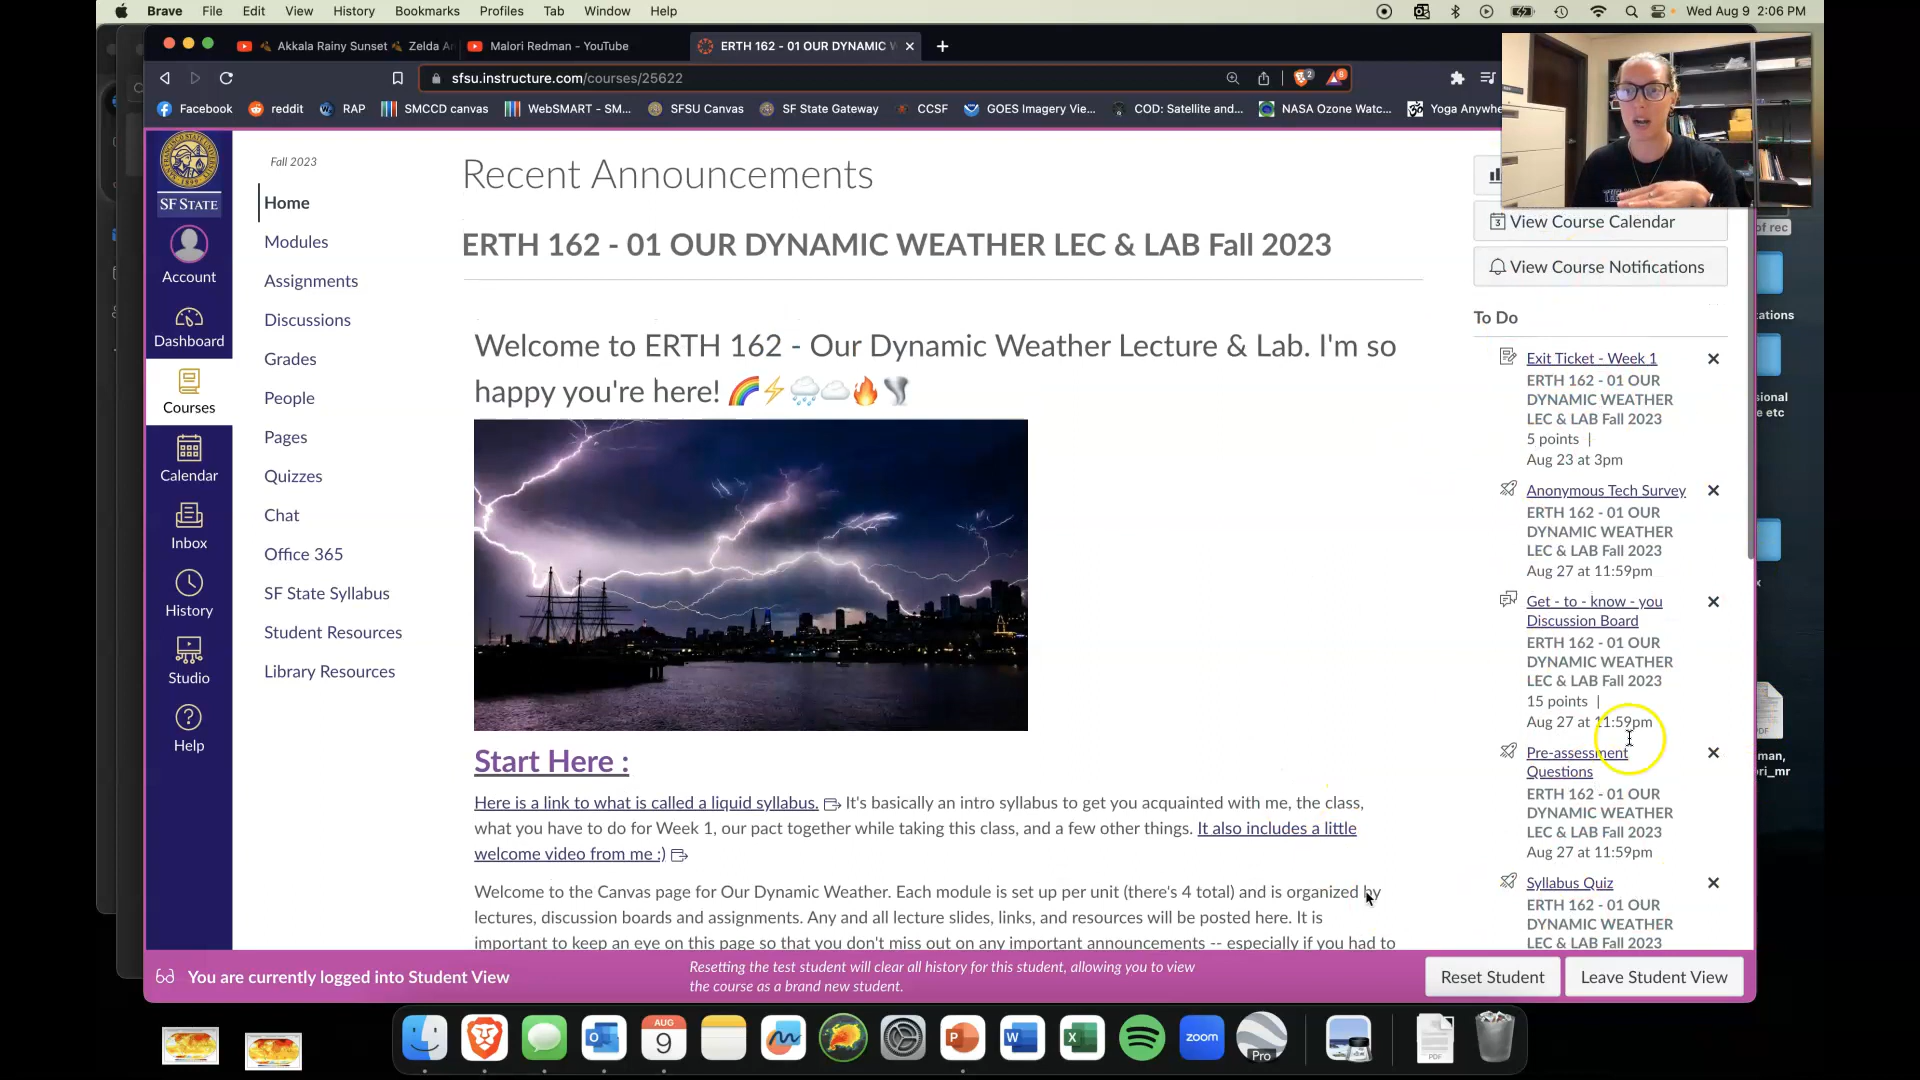 Brave File Edit View History Bookmarks Profiles Tab Window Help Wed Aug 9 2:06 PM
Akkala Rainy Sunset Zelda A
Malori Redman - YouTube
ERTH 162 - 01 OUR DYNAMIC
sfsu.instructure.com/courses/25622
2
8
Facebook reddit RAP SMCCD canvas WebSMART - SM... SFSU Canvas SF State Gateway CCSF GOES Imagery Vie... COD: Satellite and... NASA Ozone Watc... Yoga Anywhe
SF STATE
Account
Dashboard
Courses
Calendar
Inbox
History
Studio
Help
Fall 2023
Home
Modules
Assignments
Discussions
Grades
People
Pages
Quizzes
Chat
Office 365
SF State Syllabus
Student Resources
Library Resources
Recent Announcements
ERTH 162 - 01 OUR DYNAMIC WEATHER LEC & LAB Fall 2023
Welcome to ERTH 162 - Our Dynamic Weather Lecture & Lab. I'm so
happy you're here! 🌈⚡🌧️☁️🔥🌪️
Start Here :
Here is a link to what is called a liquid syllabus. It's basically an intro syllabus to get you acquainted with me, the class,
what you have to do for Week 1, our pact together while taking this class, and a few other things. It also includes a little
welcome video from me :)
Welcome to the Canvas page for Our Dynamic Weather. Each module is set up per unit (there's 4 total) and is organized by
lectures, discussion boards and assignments. Any and all lecture slides, links, and resources will be posted here. It is
important to keep an eye on this page so that you don't miss out on any important announcements -- especially if you had to
View Course Calendar
View Course Notifications
To Do
Exit Ticket - Week 1
ERTH 162 - 01 OUR
DYNAMIC WEATHER
LEC & LAB Fall 2023
5 points |
Aug 23 at 3pm
Anonymous Tech Survey
ERTH 162 - 01 OUR
DYNAMIC WEATHER
LEC & LAB Fall 2023
Aug 27 at 11:59pm
Get - to - know - you
Discussion Board
ERTH 162 - 01 OUR
DYNAMIC WEATHER
LEC & LAB Fall 2023
15 points |
Aug 27 at 11:59pm
Pre-assessment
Questions
ERTH 162 - 01 OUR
DYNAMIC WEATHER
LEC & LAB Fall 2023
Aug 27 at 11:59pm
Syllabus Quiz
ERTH 162 - 01 OUR
DYNAMIC WEATHER
LEC & LAB Fall 2023
of rec
ations
sional
e etc
PDF
man,
ri_mr
You are currently logged into Student View
Resetting the test student will clear all history for this student, allowing you to view
the course as a brand new student.
Reset Student
Leave Student View
AUG
9
zoom
Pro
PDF